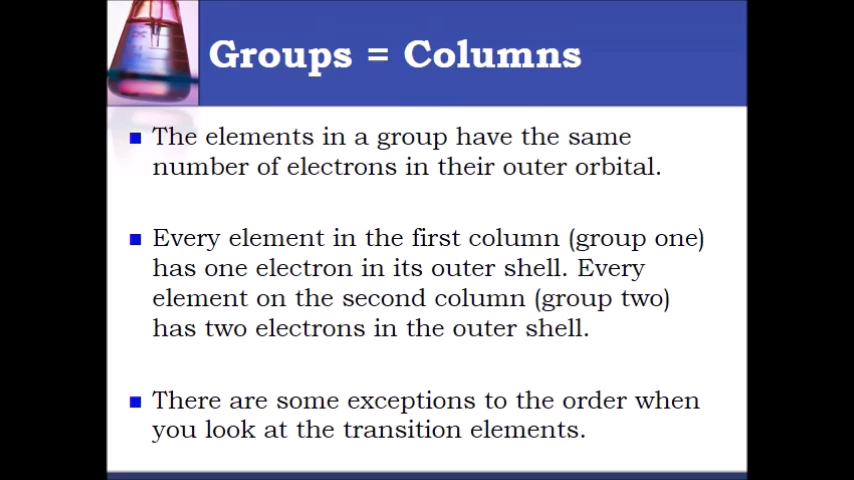 Groups = Columns
The elements in a group have the same
number of electrons in their outer orbital.
Every element in the first column (group one)
has one electron in its outer shell. Every
element on the second column (group two)
has two electrons in the outer shell.
There are some exceptions to the order when
you look at the transition elements.